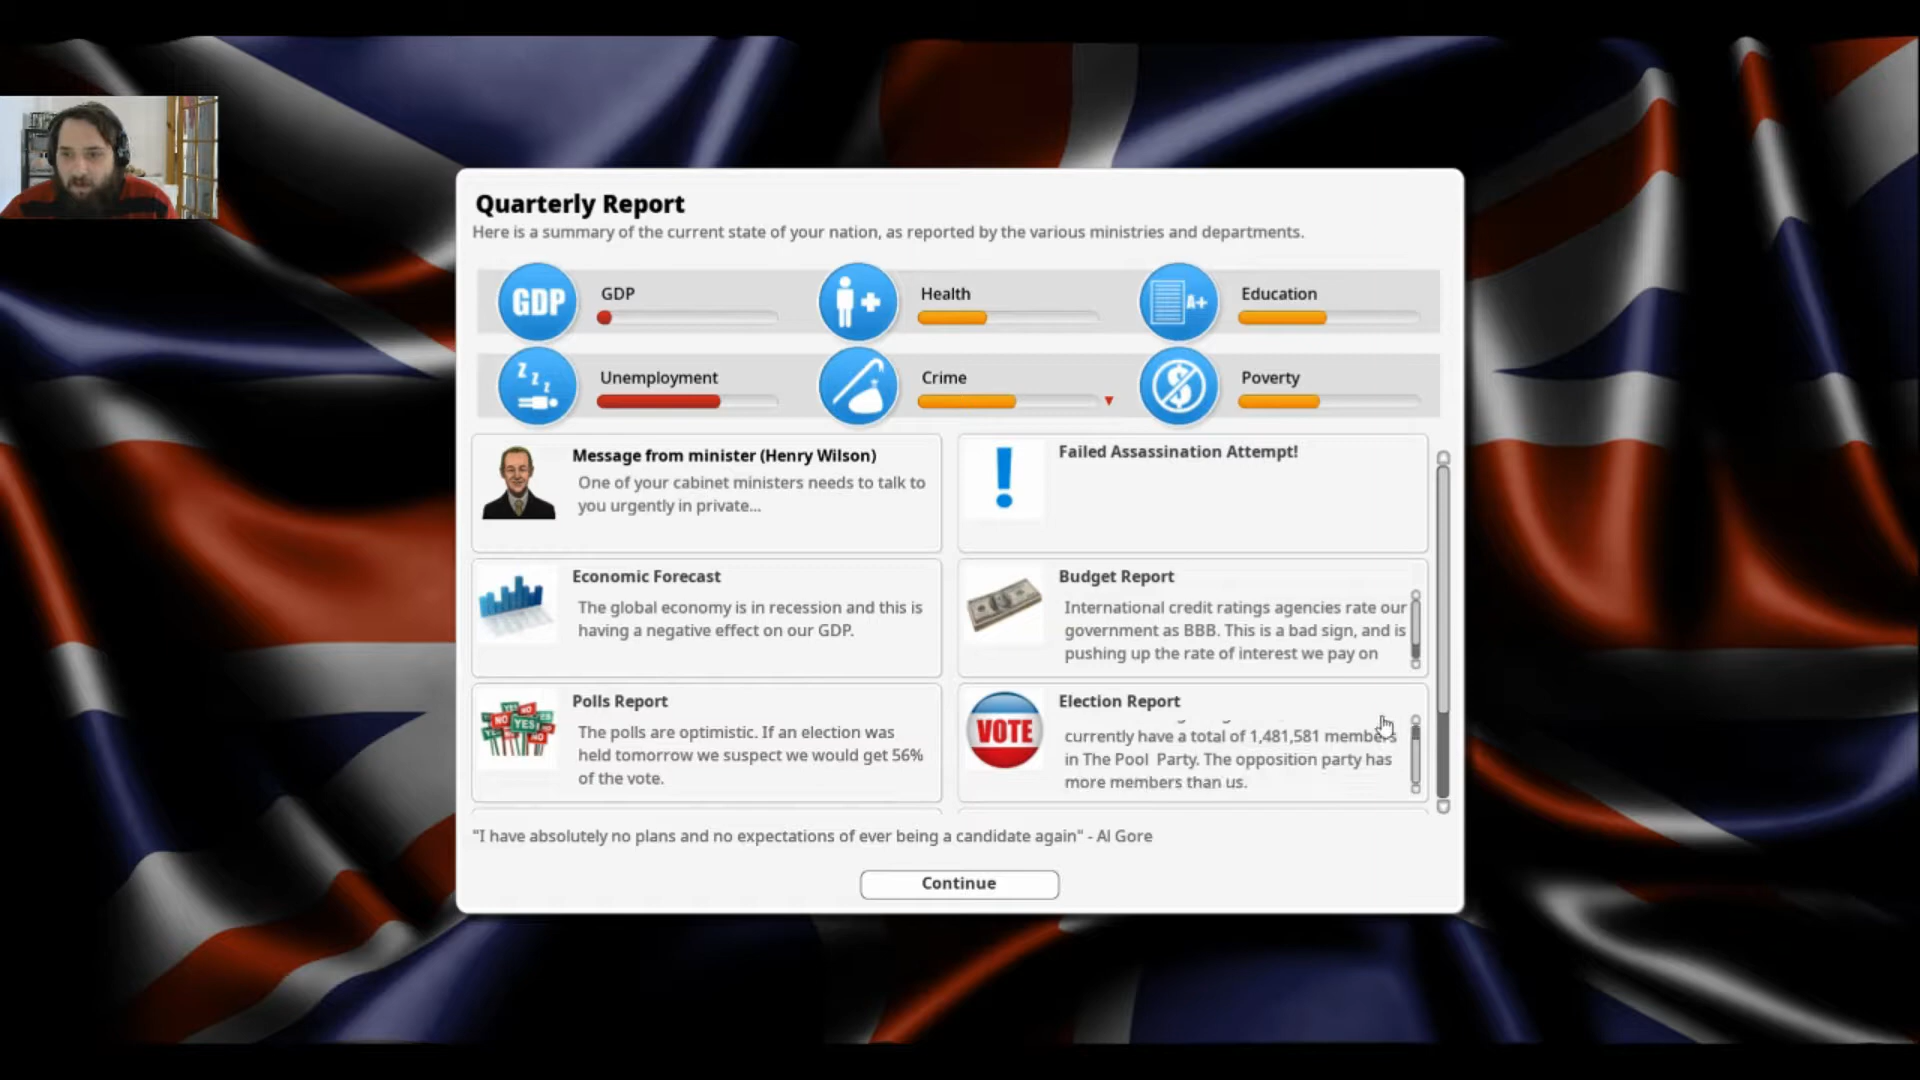 Quarterly Report
Here is a summary of the current state of your nation, as reported by the various ministries and departments.
GDP
GDP
Health
A+
Education
Z Z Z
Unemployment
Crime
$
Poverty
Message from minister (Henry Wilson)
One of your cabinet ministers needs to talk to
you urgently in private...
!
Failed Assassination Attempt!
Economic Forecast
The global economy is in recession and this is
having a negative effect on our GDP.
Budget Report
International credit ratings agencies rate our
government as BBB. This is a bad sign, and is
pushing up the rate of interest we pay on
YES NO YES NO YES NO
Polls Report
The polls are optimistic. If an election was
held tomorrow we suspect we would get 56%
of the vote.
VOTE
Election Report
currently have a total of 1,481,581 members
in The Pool Party. The opposition party has
more members than us.
"I have absolutely no plans and no expectations of ever being a candidate again" - Al Gore
Continue